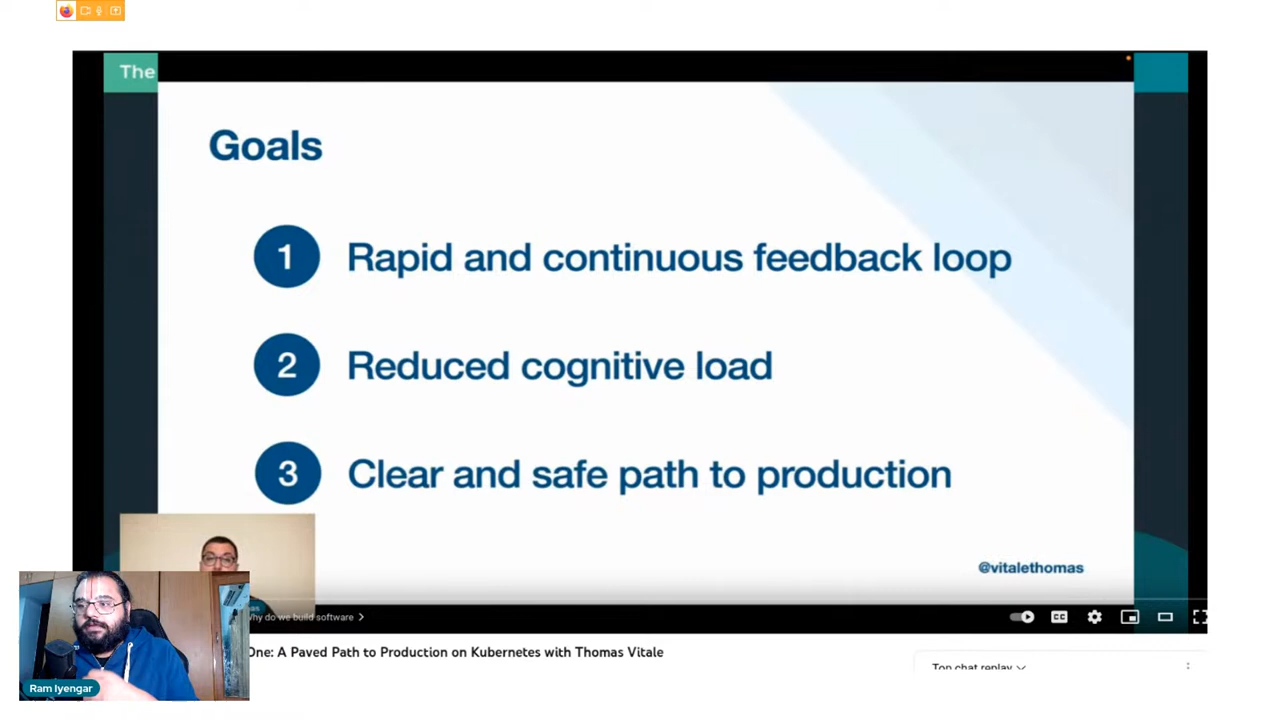 The
Goals
1 Rapid and continuous feedback loop
2 Reduced cognitive load
3 Clear and safe path to production
@vitalethomas
hy do we build software
CC
One: A Paved Path to Production on Kubernetes with Thomas Vitale
Top chat replay
Ram Iyengar